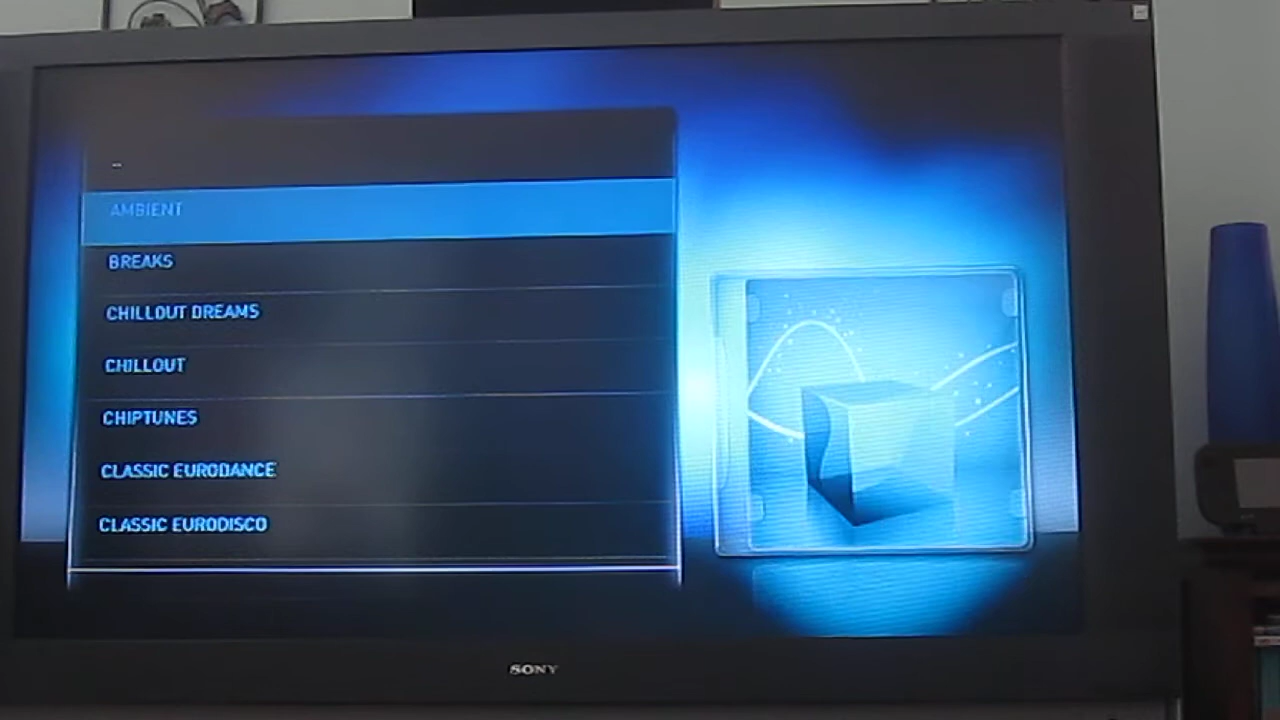 ..
AMBIENT
BREAKS
CHILLOUT DREAMS
CHILLOUT
CHIPTUNES
CLASSIC EURODANCE
CLASSIC EURODISCO
SONY